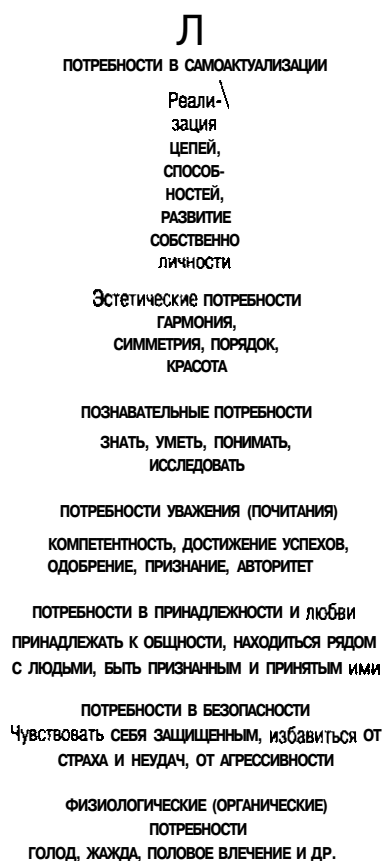 Л
ПОТРЕБНОСТИ В САМОАКТУАЛИЗАЦИИ
Реали-\
зация
ЦЕПЕЙ,
СПОСОБ-
НОСТЕЙ,
РАЗВИТИЕ
СОБСТВЕННО
личности
Эстетические ПОТРЕБНОСТИ
ГАРМОНИЯ,
СИММЕТРИЯ, ПОРЯДОК,
КРАСОТА
ПОЗНАВАТЕЛЬНЫЕ ПОТРЕБНОСТИ
ЗНАТЬ, УМЕТЬ, ПОНИМАТЬ,
ИССЛЕДОВАТЬ
ПОТРЕБНОСТИ УВАЖЕНИЯ (ПОЧИТАНИЯ)
КОМПЕТЕНТНОСТЬ, ДОСТИЖЕНИЕ УСПЕХОВ,
ОДОБРЕНИЕ, ПРИЗНАНИЕ, АВТОРИТЕТ
ПОТРЕБНОСТИ В ПРИНАДЛЕЖНОСТИ И любви
ПРИНАДЛЕЖАТЬ К ОБЩНОСТИ, НАХОДИТЬСЯ РЯДОМ
С ЛЮДЬМИ, БЫТЬ ПРИЗНАННЫМ И ПРИНЯТЫМ ими
ПОТРЕБНОСТИ В БЕЗОПАСНОСТИ
Чувствовать СЕБЯ ЗАЩИЩЕННЫМ, избавиться ОТ
СТРАХА И НЕУДАЧ, ОТ АГРЕССИВНОСТИ
ФИЗИОЛОГИЧЕСКИЕ (ОРГАНИЧЕСКИЕ)
ПОТРЕБНОСТИ
ГОЛОД, ЖАЖДА, ПОЛОВОЕ ВЛЕЧЕНИЕ И ДР.